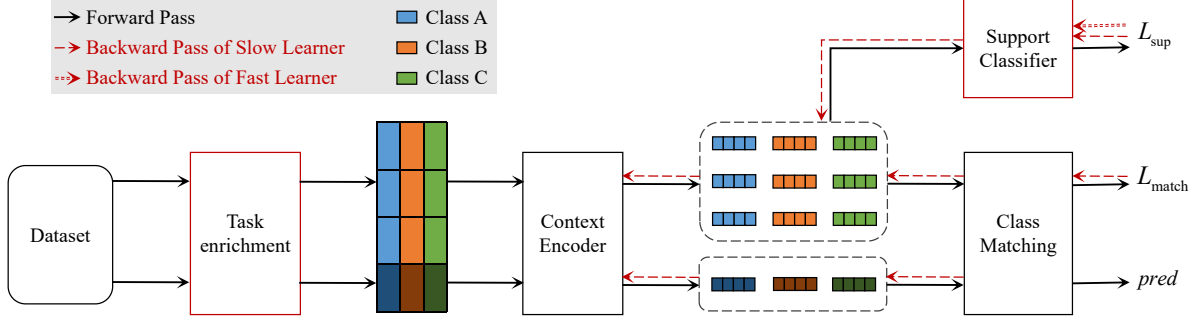 Forward Pass
Backward Pass of Slow Learner
Backward Pass of Fast Learner
Class A
Class B
Class C
Support
Classifier
L_sup
Dataset
Task
enrichment
Context
Encoder
Class
Matching
L_match
pred